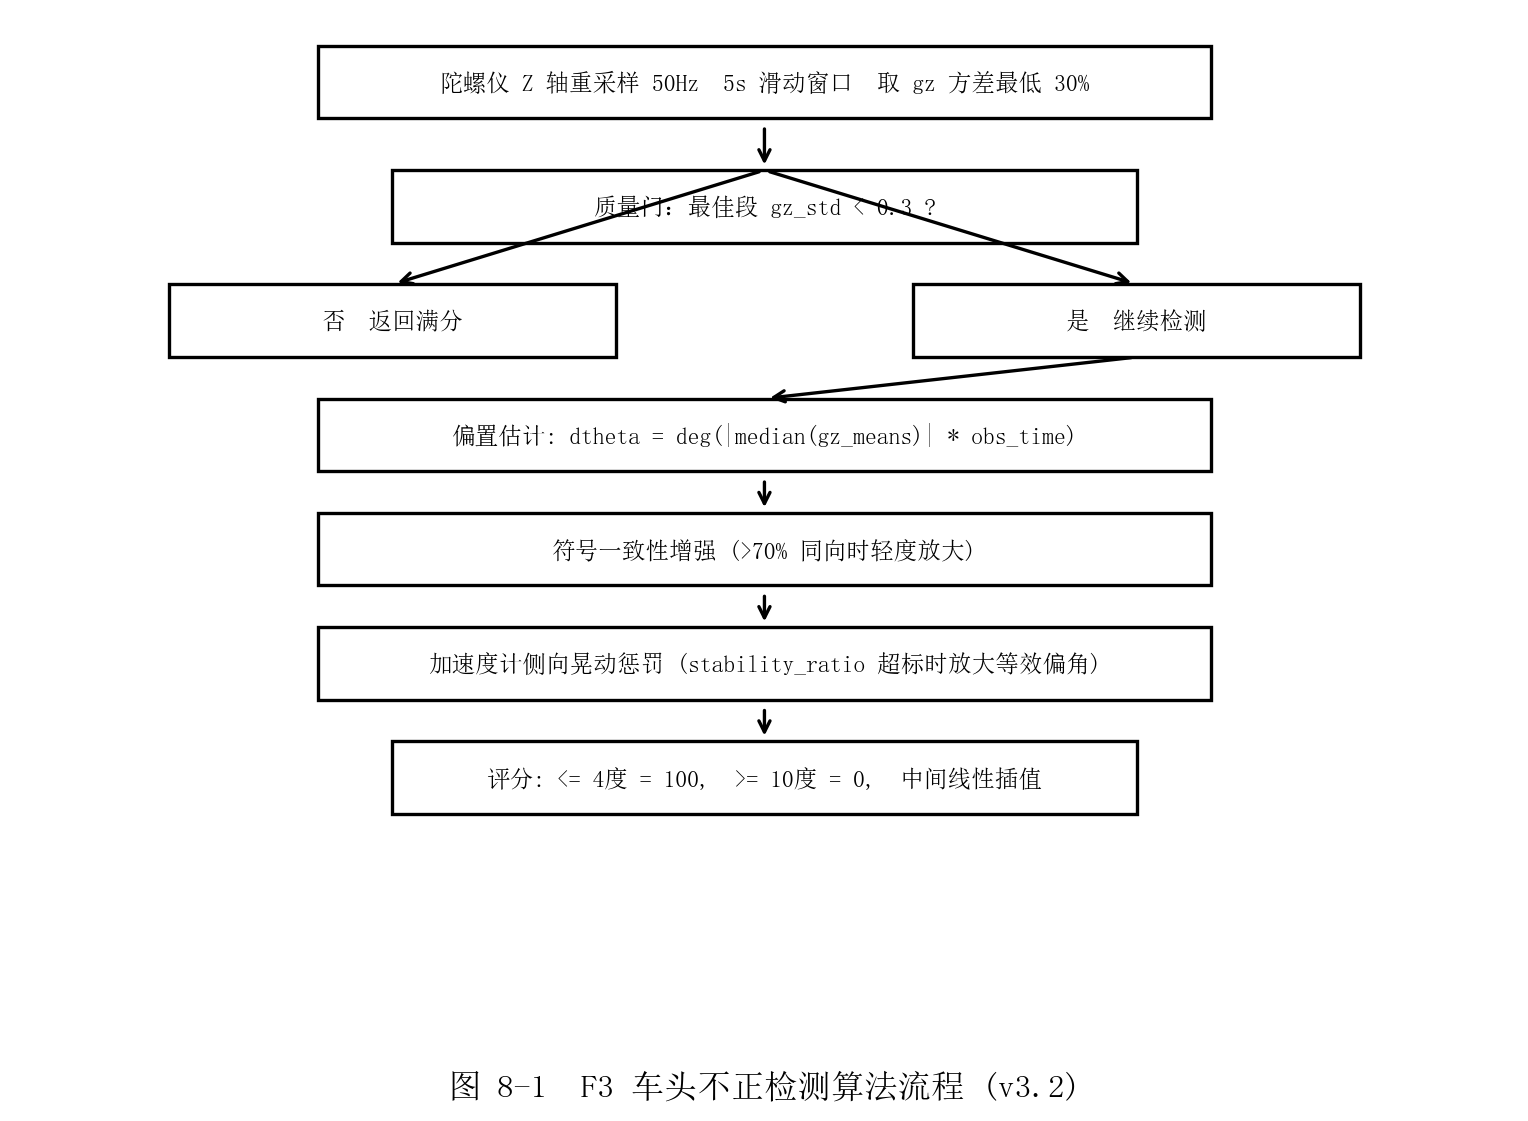 陀螺仪 Z 轴重采样 50Hz  5s 滑动窗口  取 gz 方差最低 30%
质量门: 最佳段 gz_std < 0.3 ?
否  返回满分
是  继续检测
偏置估计: dtheta = deg(|median(gz_means)| * obs_time)
符号一致性增强 (>70% 同向时轻度放大)
加速度计侧向晃动惩罚 (stability_ratio 超标时放大等效偏角)
评分: <= 4度 = 100,  >= 10度 = 0,  中间线性插值
图 8-1  F3 车头不正检测算法流程 (v3.2)